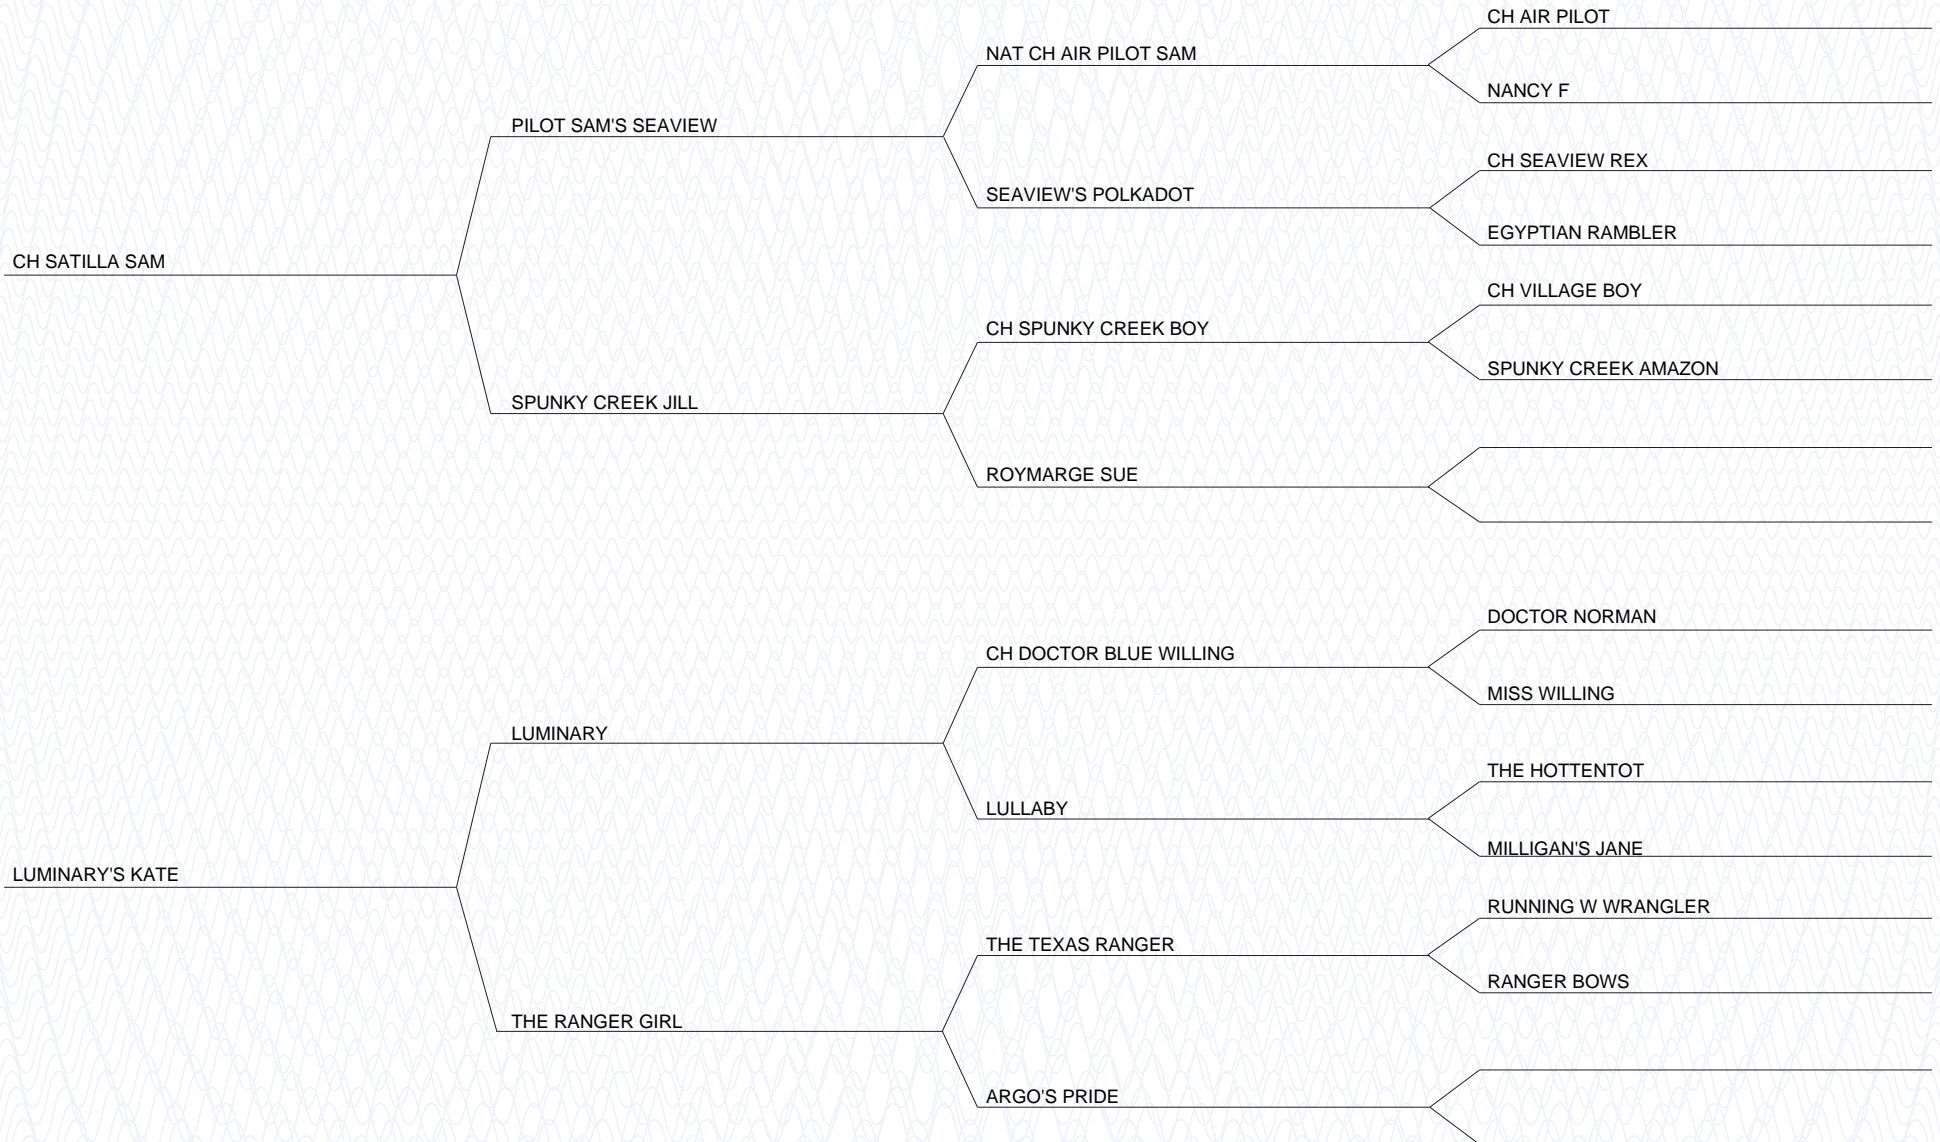 CH AIR PILOT
NAT CH AIR PILOT SAM
NANCY F
PILOT SAM'S SEAVIEW
CH SEAVIEW REX
SEAVIEW'S POLKADOT
EGYPTIAN RAMBLER
CH SATILLA SAM
CH VILLAGE BOY
CH SPUNKY CREEK BOY
SPUNKY CREEK AMAZON
SPUNKY CREEK JILL
ROYMARGE SUE
DOCTOR NORMAN
CH DOCTOR BLUE WILLING
MISS WILLING
LUMINARY
THE HOTTENTOT
LULLABY
MILLIGAN'S JANE
LUMINARY'S KATE
RUNNING W WRANGLER
THE TEXAS RANGER
RANGER BOWS
THE RANGER GIRL
ARGO'S PRIDE